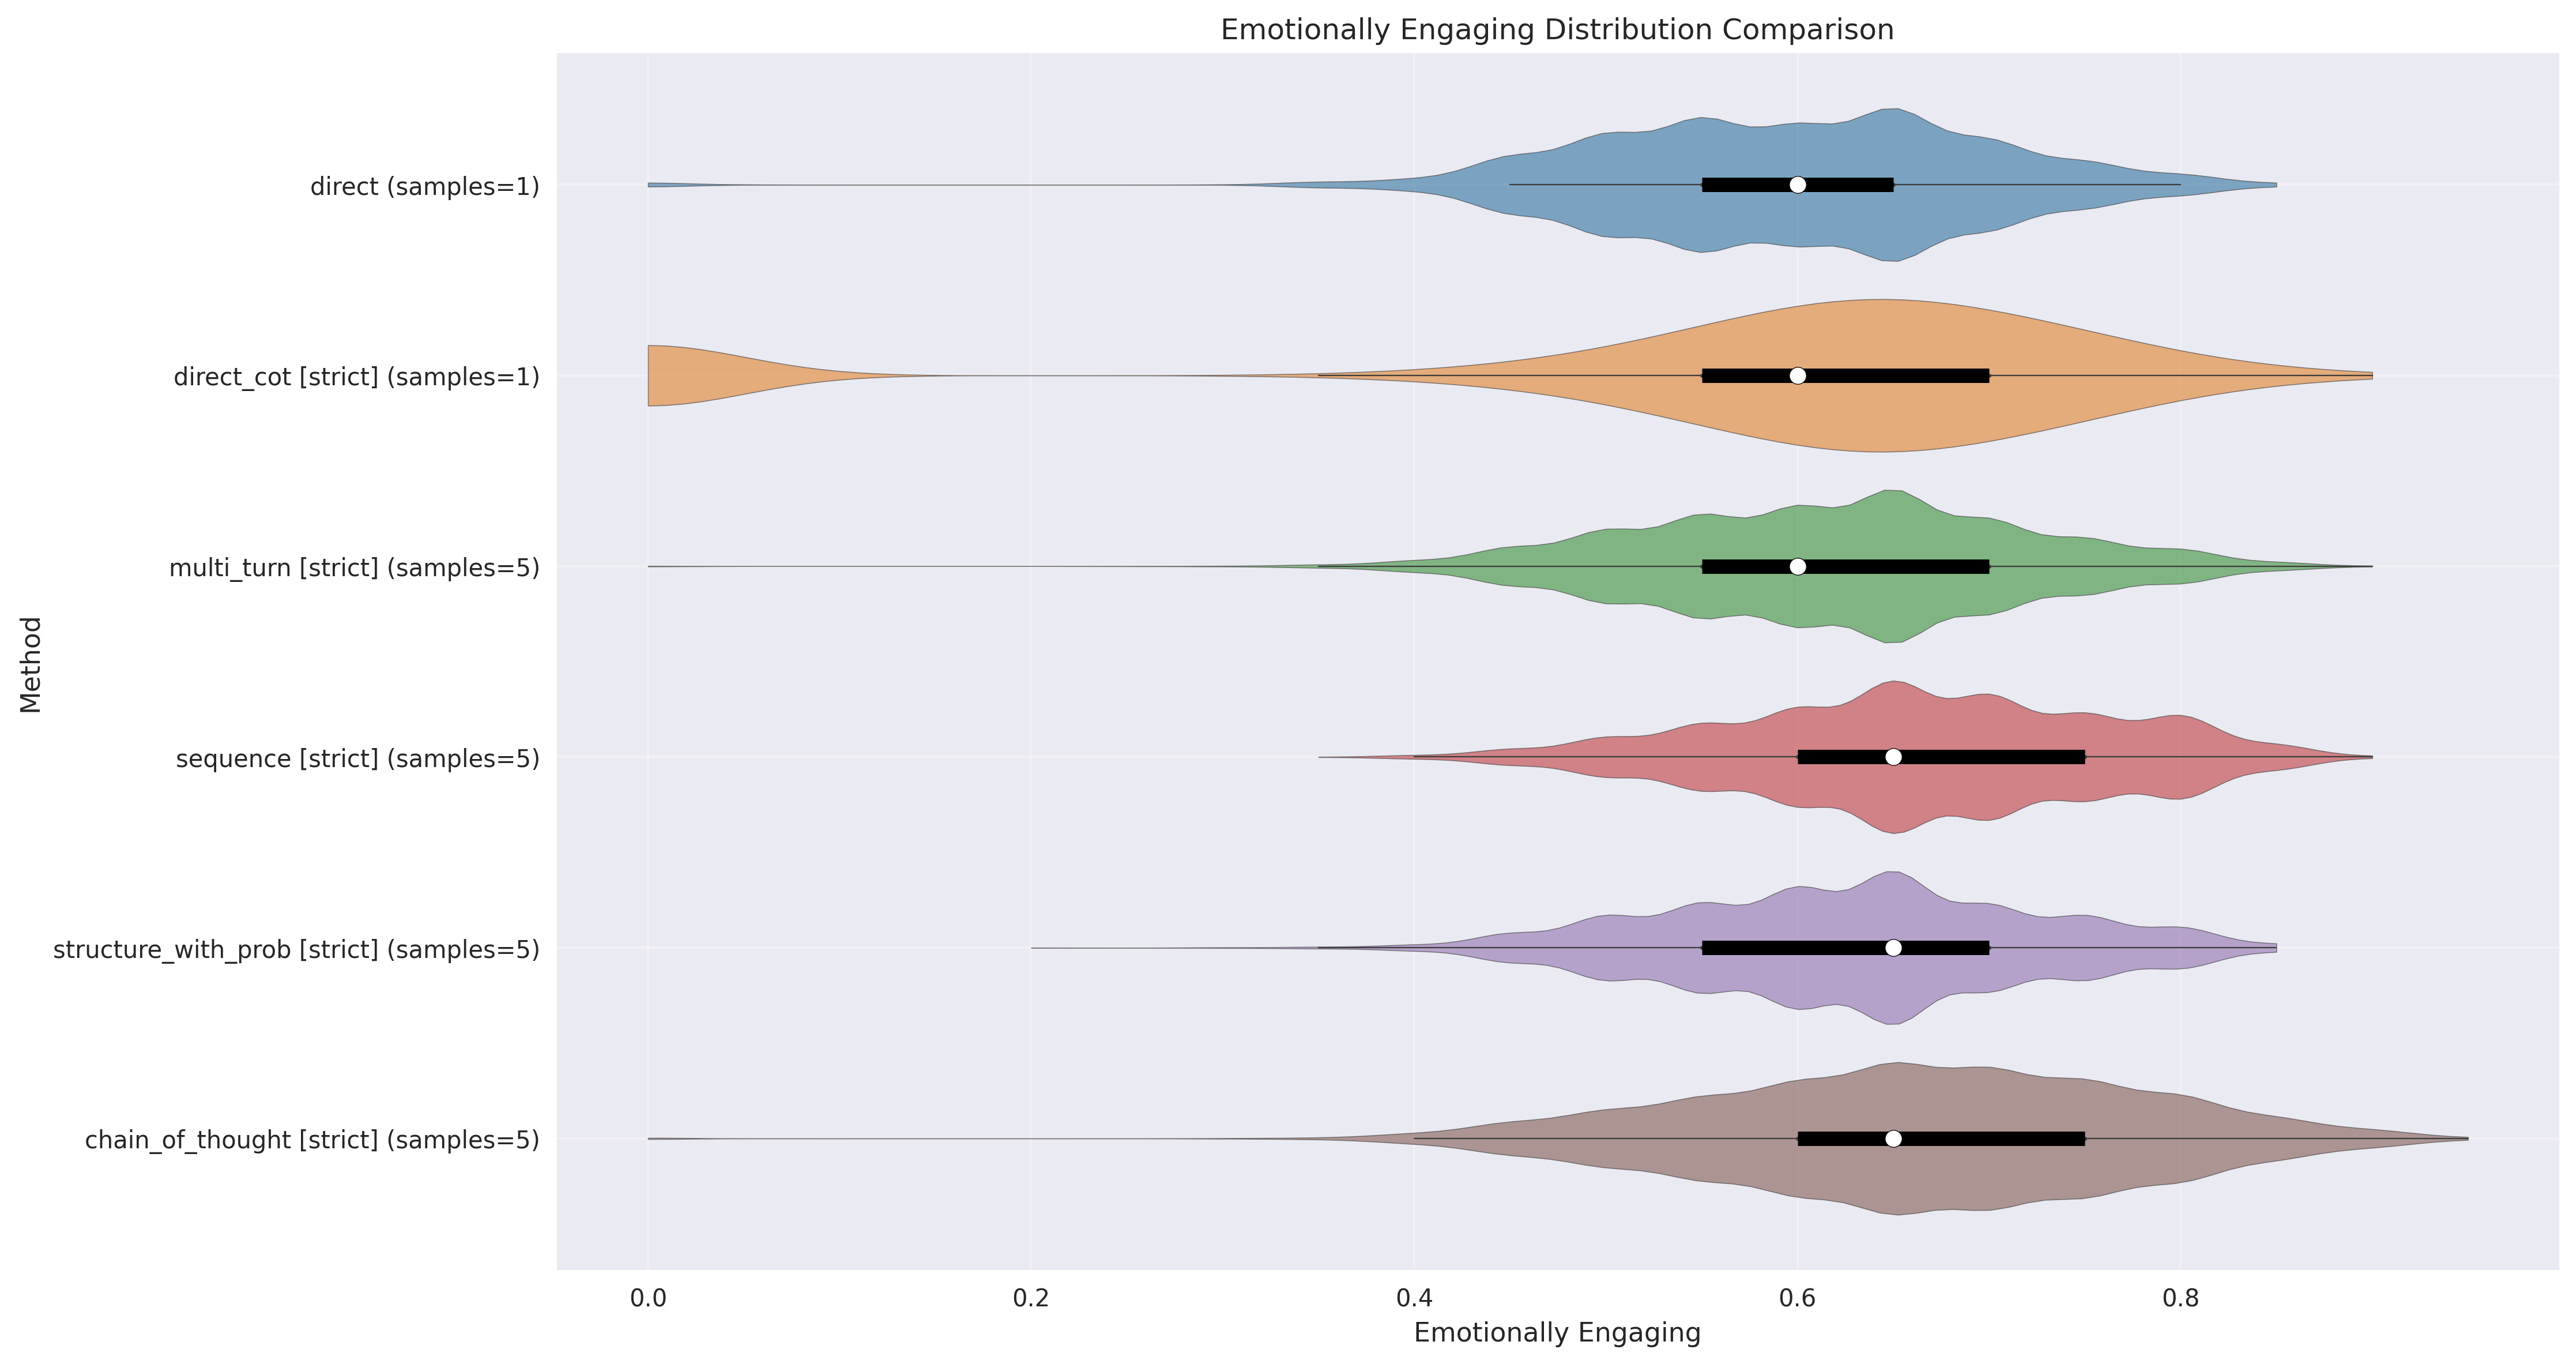 Emotionally Engaging Distribution Comparison
Method
direct (samples=1)
direct_cot [strict] (samples=1)
multi_turn [strict] (samples=5)
sequence [strict] (samples=5)
structure_with_prob [strict] (samples=5)
chain_of_thought [strict] (samples=5)
0.0 0.2 0.4 0.6 0.8
Emotionally Engaging